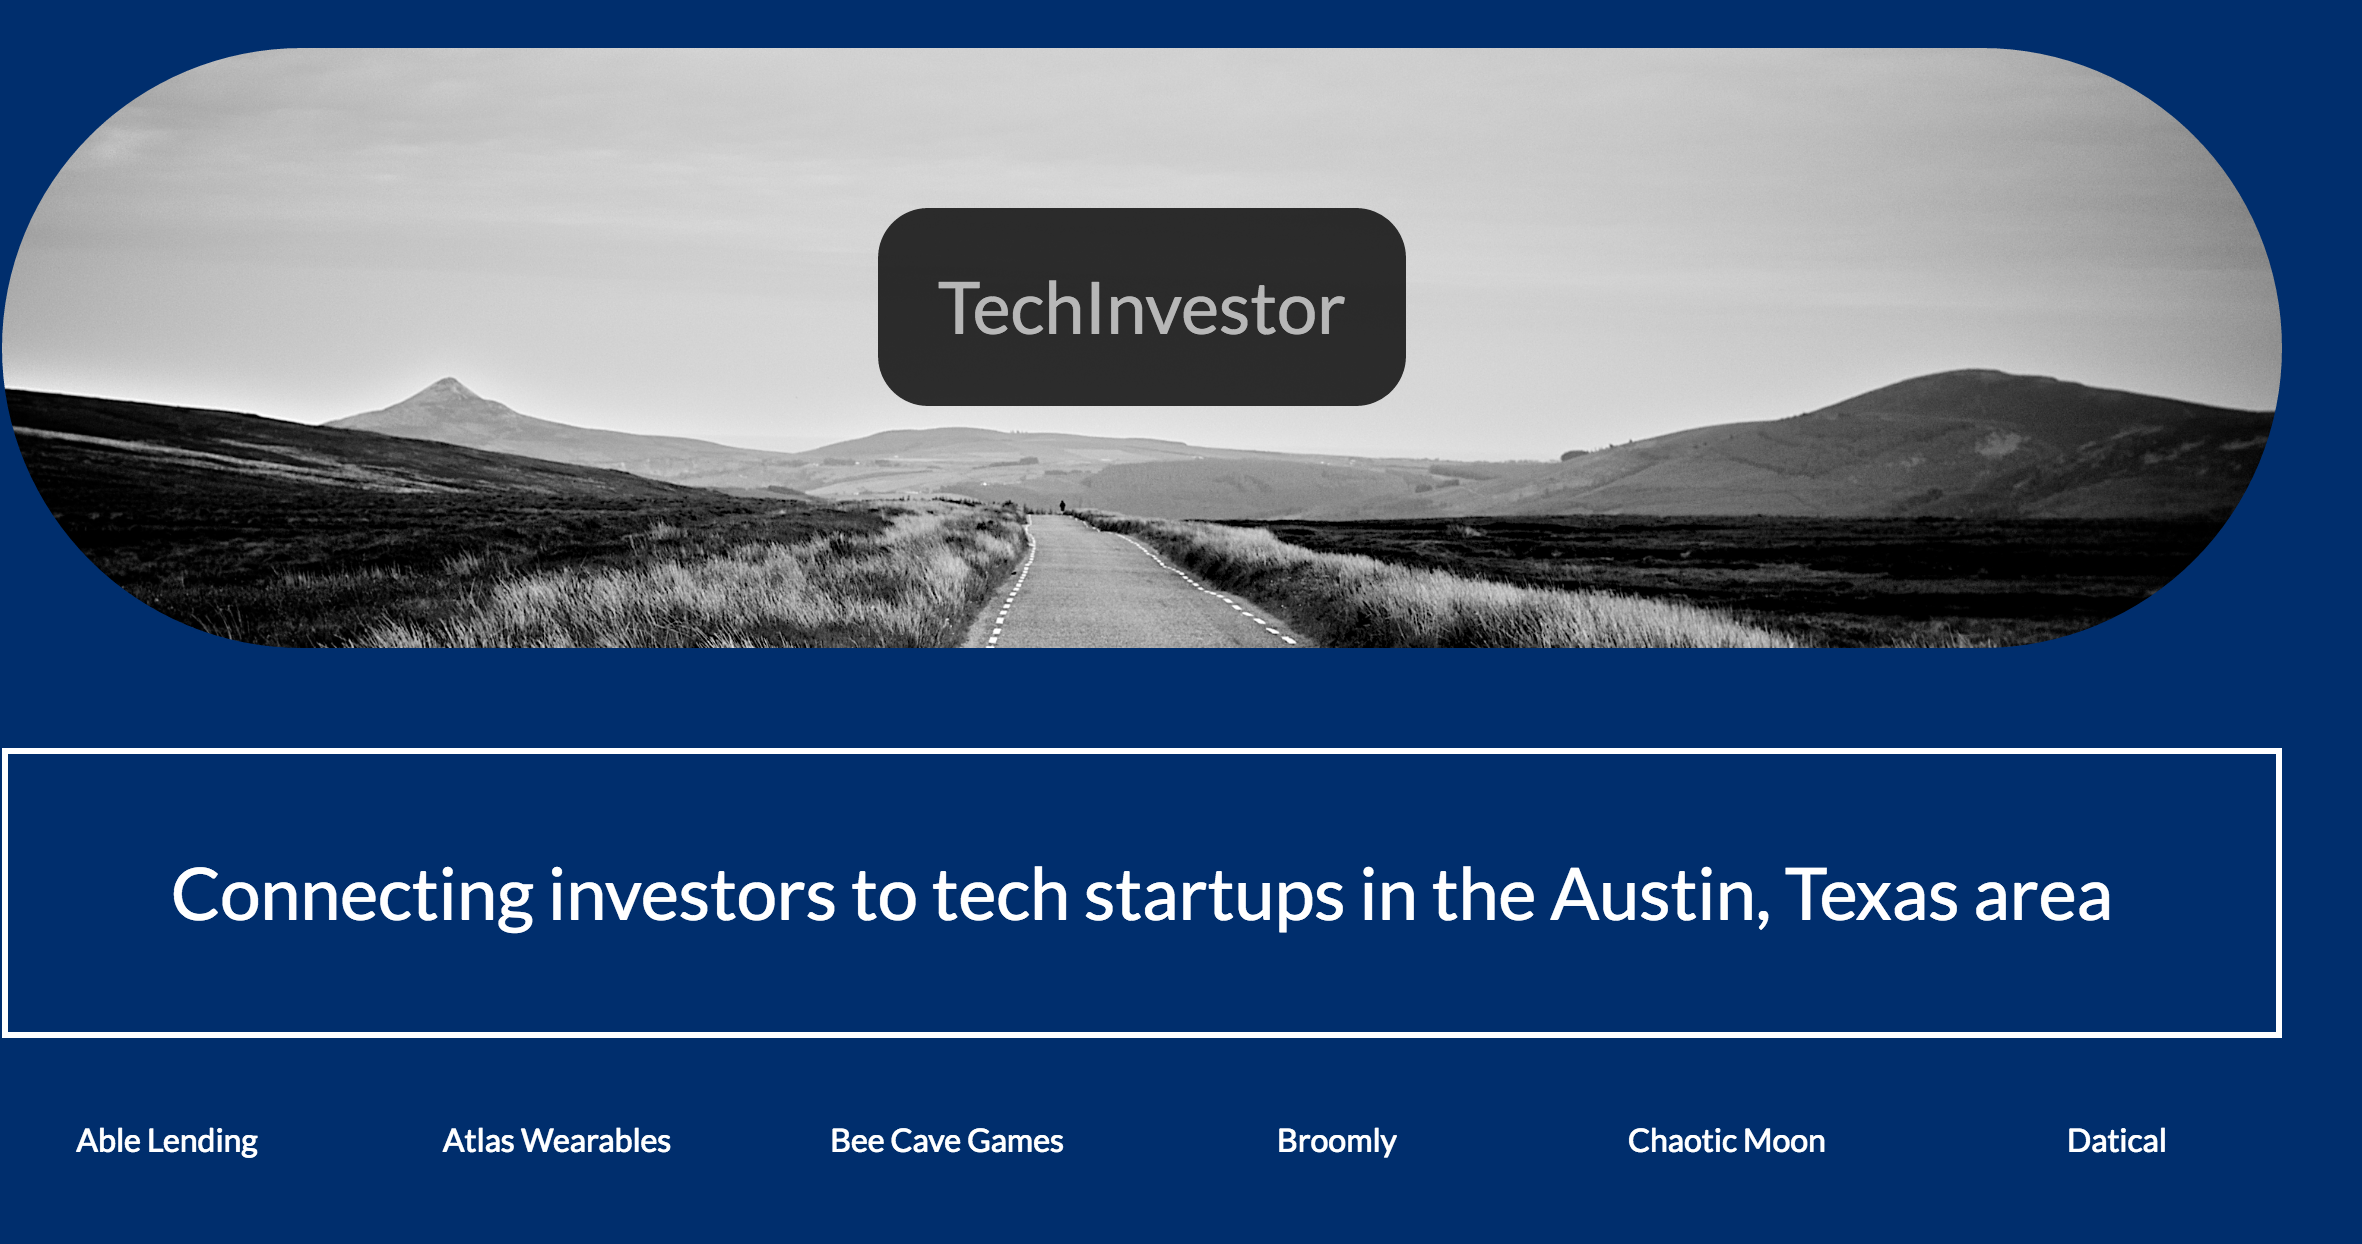 TechInvestor
Connecting investors to tech startups in the Austin, Texas area
Able Lending Atlas Wearables Bee Cave Games Broomly Chaotic Moon Datical